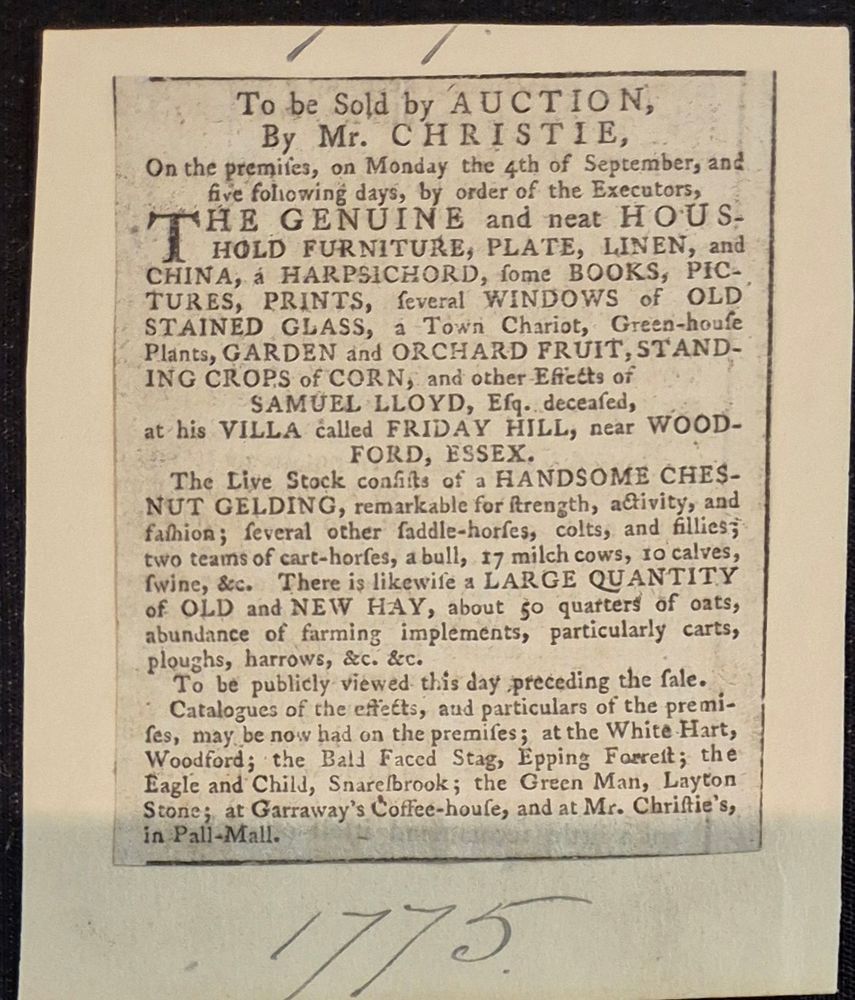 To be Sold by AUCTION,
By Mr. CHRISTIE,
On the premiſes, on Monday the 4th of September, and
five following days, by order of the Executors,
THE GENUINE and neat HOUS-
HOLD FURNITURE, PLATE, LINEN, and
CHINA, a HARPSICHORD, ſome BOOKS, PIC-
TURES, PRINTS, ſeveral WINDOWS of OLD
STAINED GLASS, a Town Chariot, Green-houſe
Plants, GARDEN and ORCHARD FRUIT, STAND-
ING CROPS of CORN, and other Effects of
SAMUEL LLOYD, Eſq. deceaſed,
at his VILLA called FRIDAY HILL, near WOOD-
FORD, ESSEX.
The Live Stock conſiſts of a HANDSOME CHES-
NUT GELDING, remarkable for ſtrength, activity, and
faſhion; ſeveral other ſaddle-horſes, colts, and fillies;
two teams of cart-horſes, a bull, 17 milch cows, 10 calves,
ſwine, &c. There is likewiſe a LARGE QUANTITY
of OLD and NEW HAY, about 50 quarters of oats,
abundance of farming implements, particularly carts,
ploughs, harrows, &c. &c.
To be publicly viewed this day preceding the ſale.
Catalogues of the effects, and particulars of the premi-
ſes, may be now had on the premiſes; at the White Hart,
Woodford; the Bald Faced Stag, Epping Forreſt; the
Eagle and Child, Snareſbrook; the Green Man, Layton
Stone; at Garraway's Coffee-houſe, and at Mr. Chriſtie's,
in Pall-Mall.
1775.